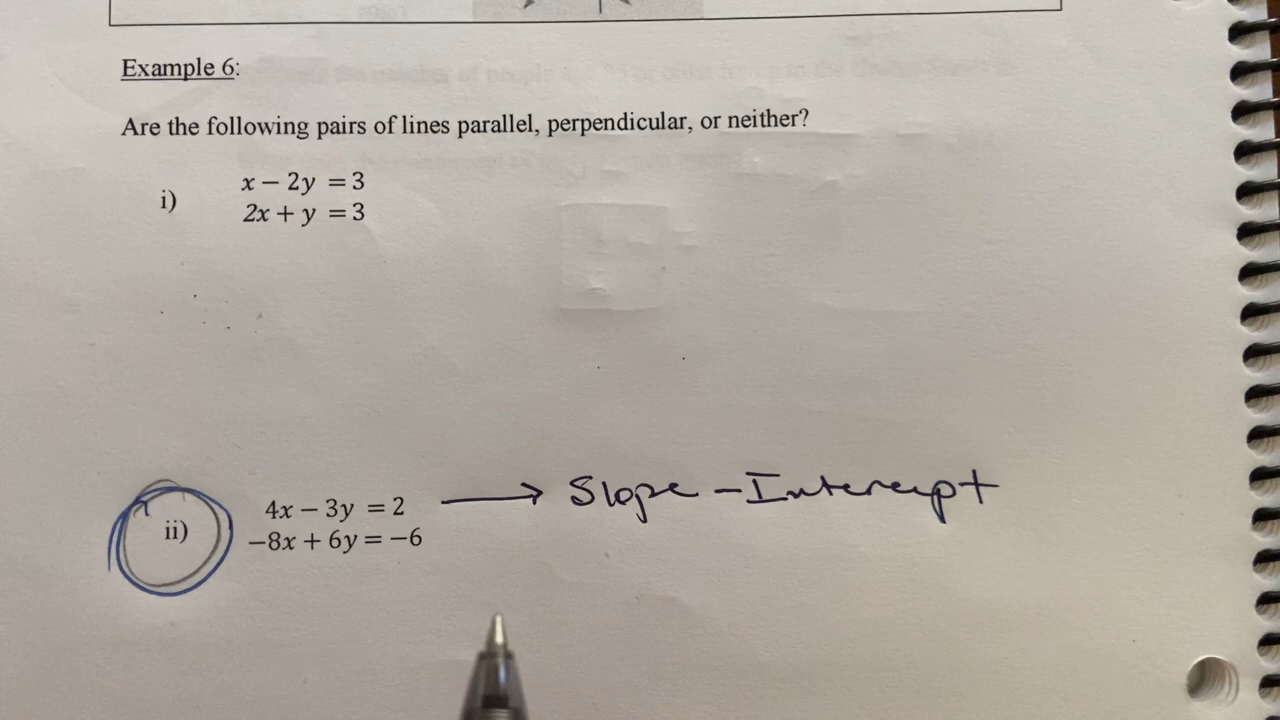 Example 6:
Are the following pairs of lines parallel, perpendicular, or neither?
i)
x − 2y = 3
2x + y = 3
ii)
4x − 3y = 2 → Slope - Intercept
−8x + 6y = −6